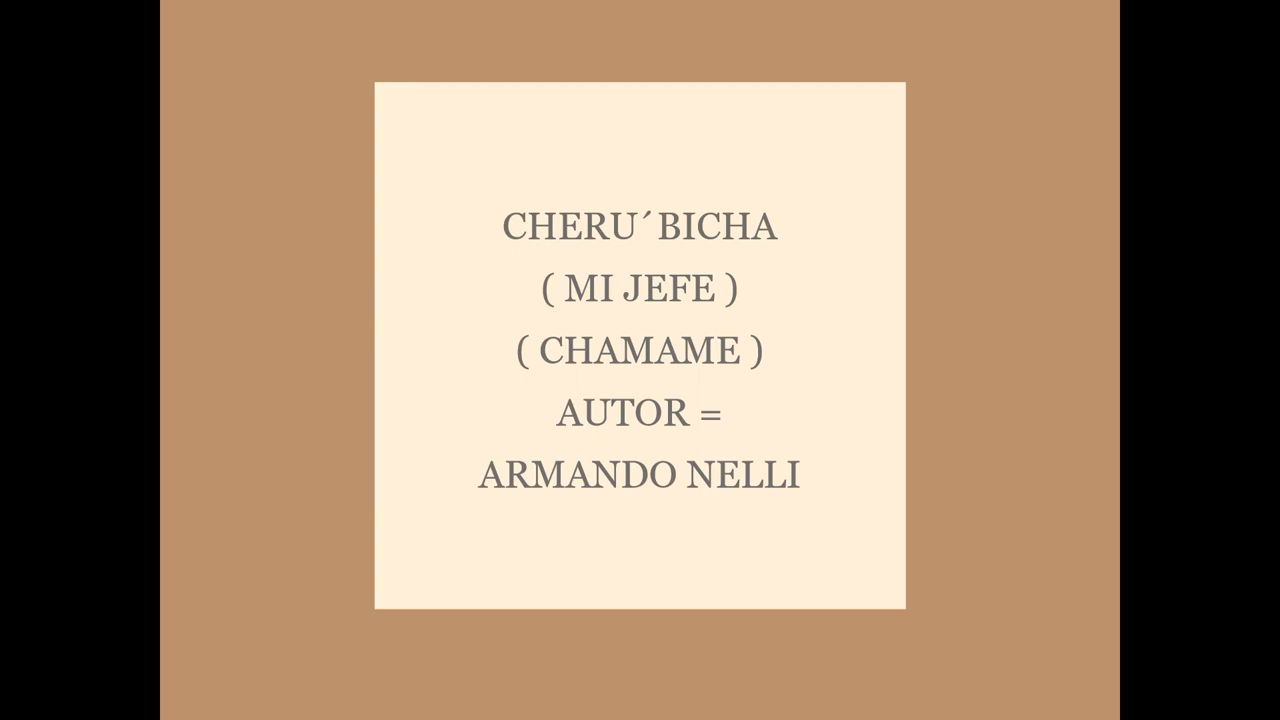 CHERU´BICHA
( MI JEFE )
( CHAMAME )
AUTOR =
ARMANDO NELLI